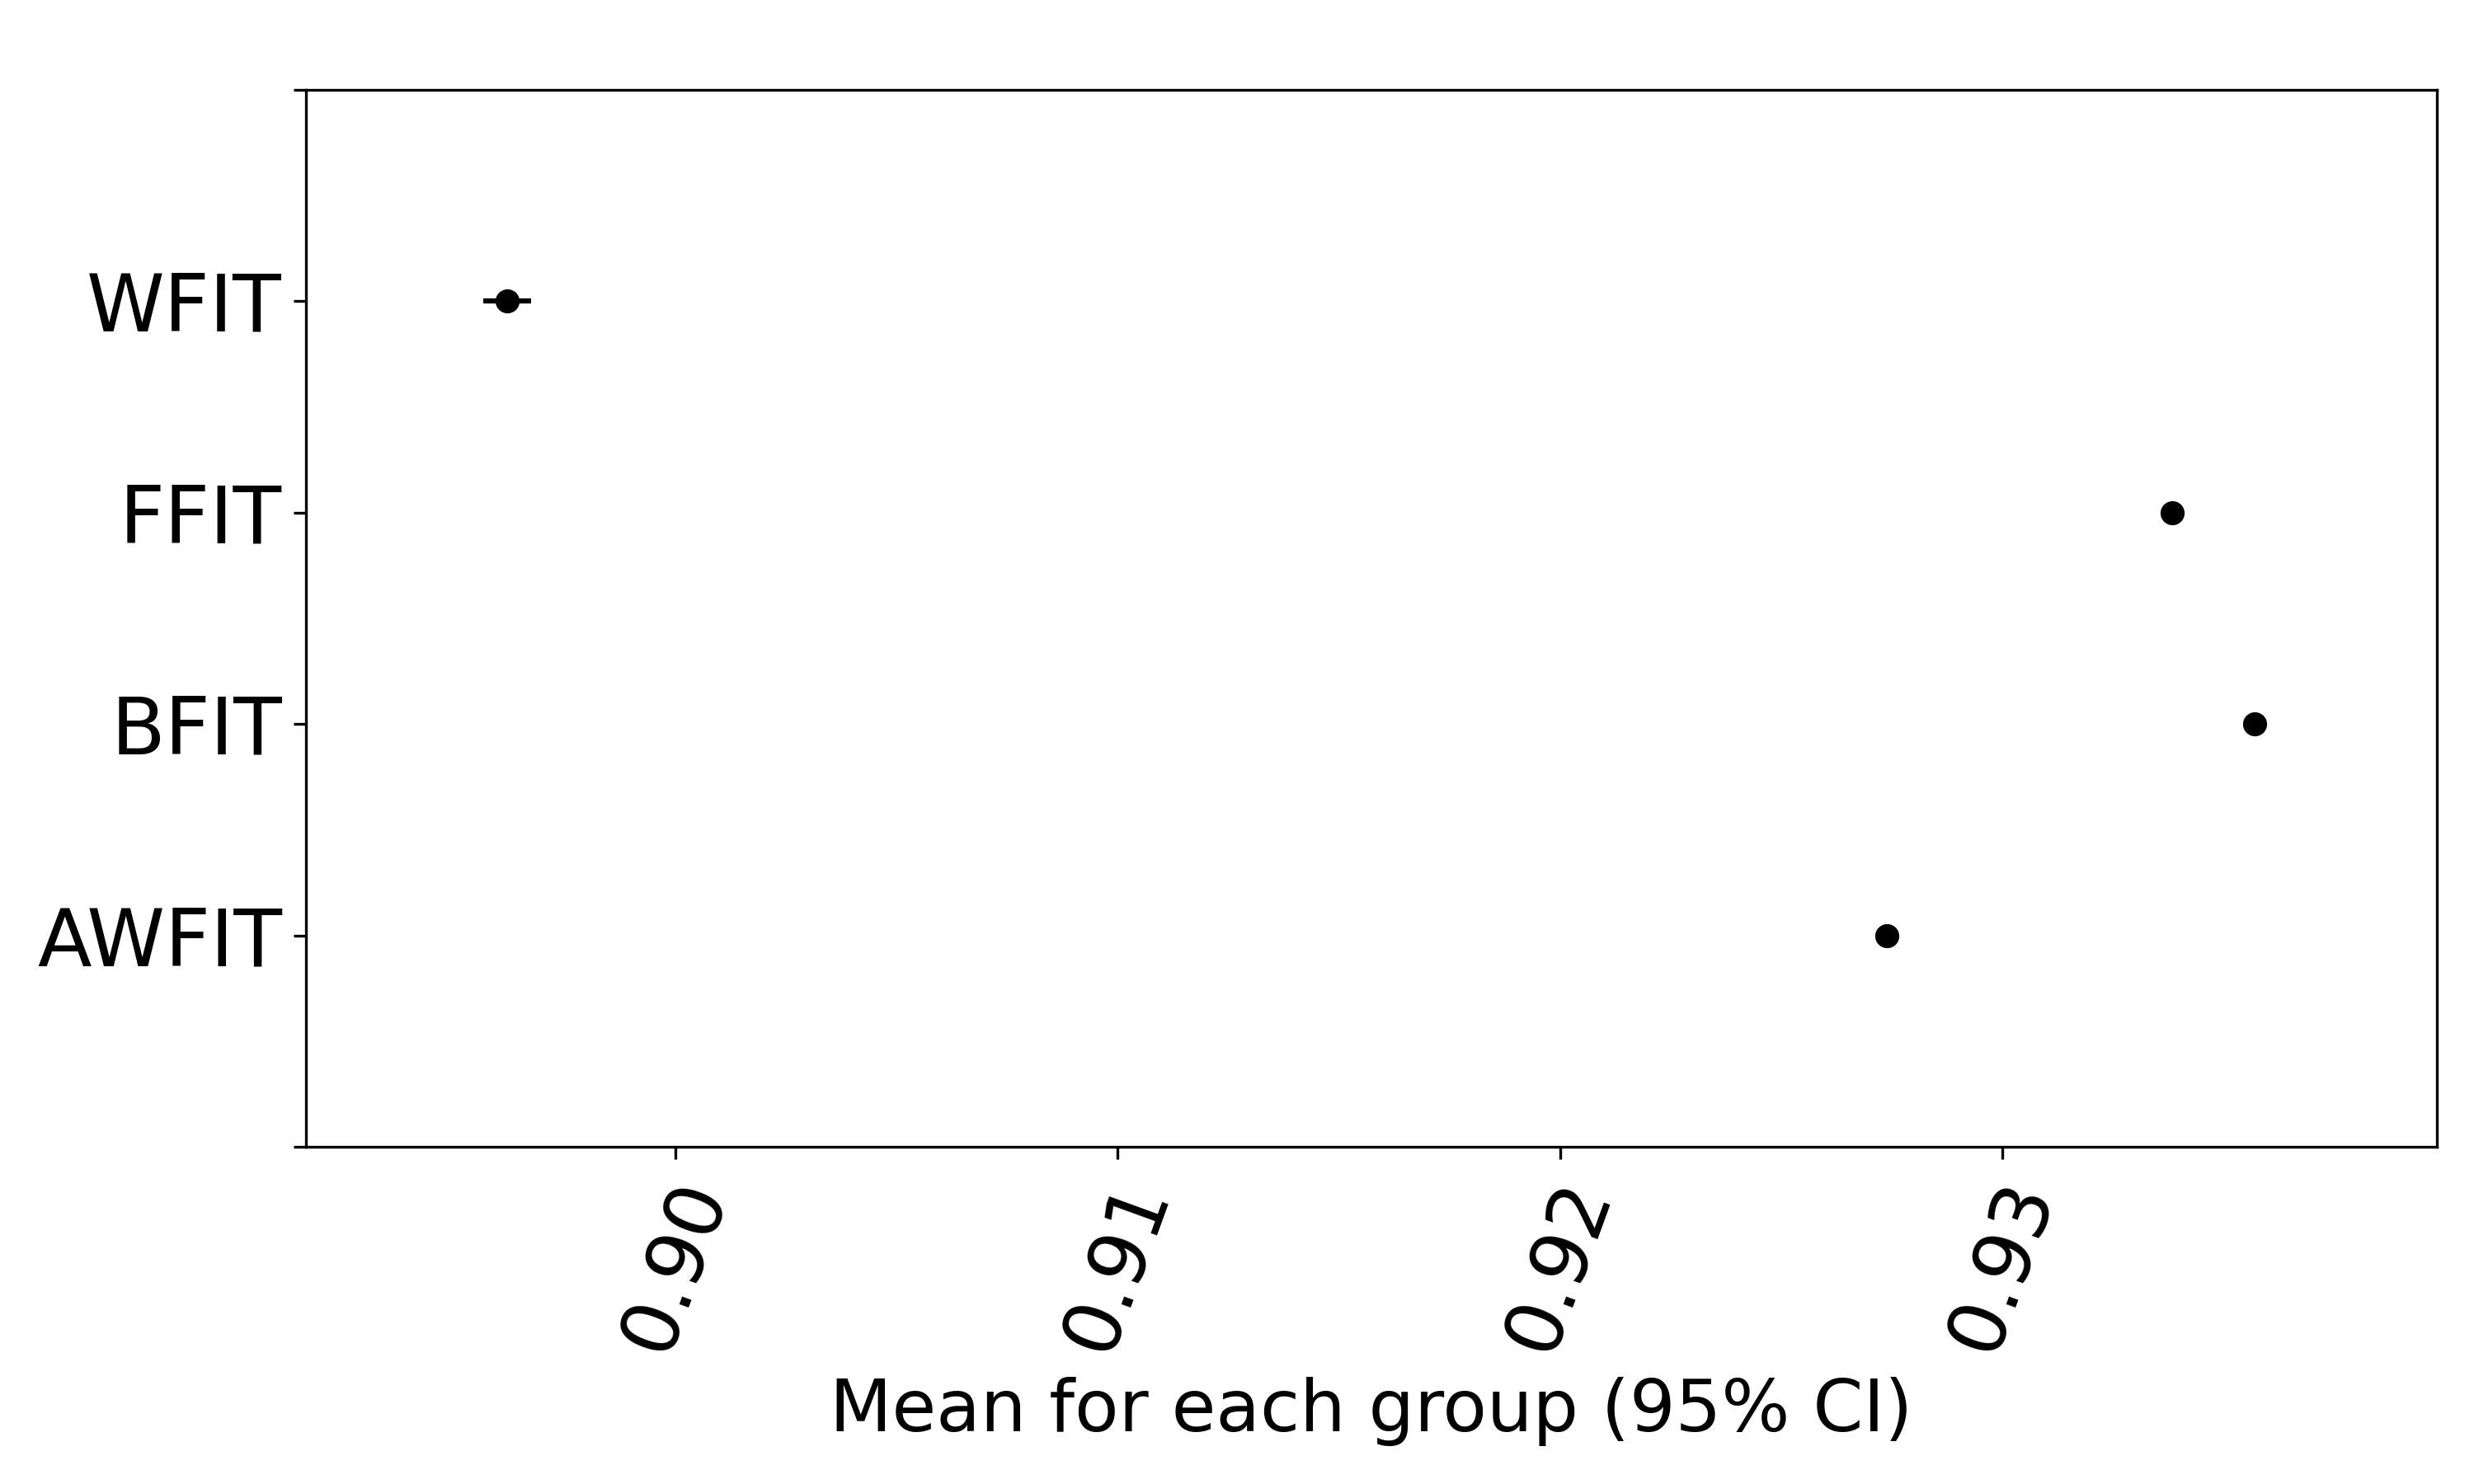 WFIT
FFIT
BFIT
AWFIT
0.90 0.91 0.92 0.93
Mean for each group (95% CI)